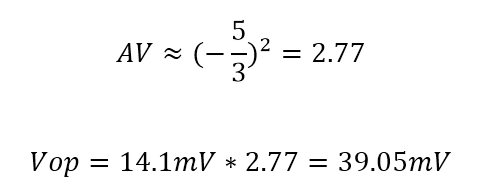 AV ≈ (−5/3)² = 2.77
Vop = 14.1mV * 2.77 = 39.05mV